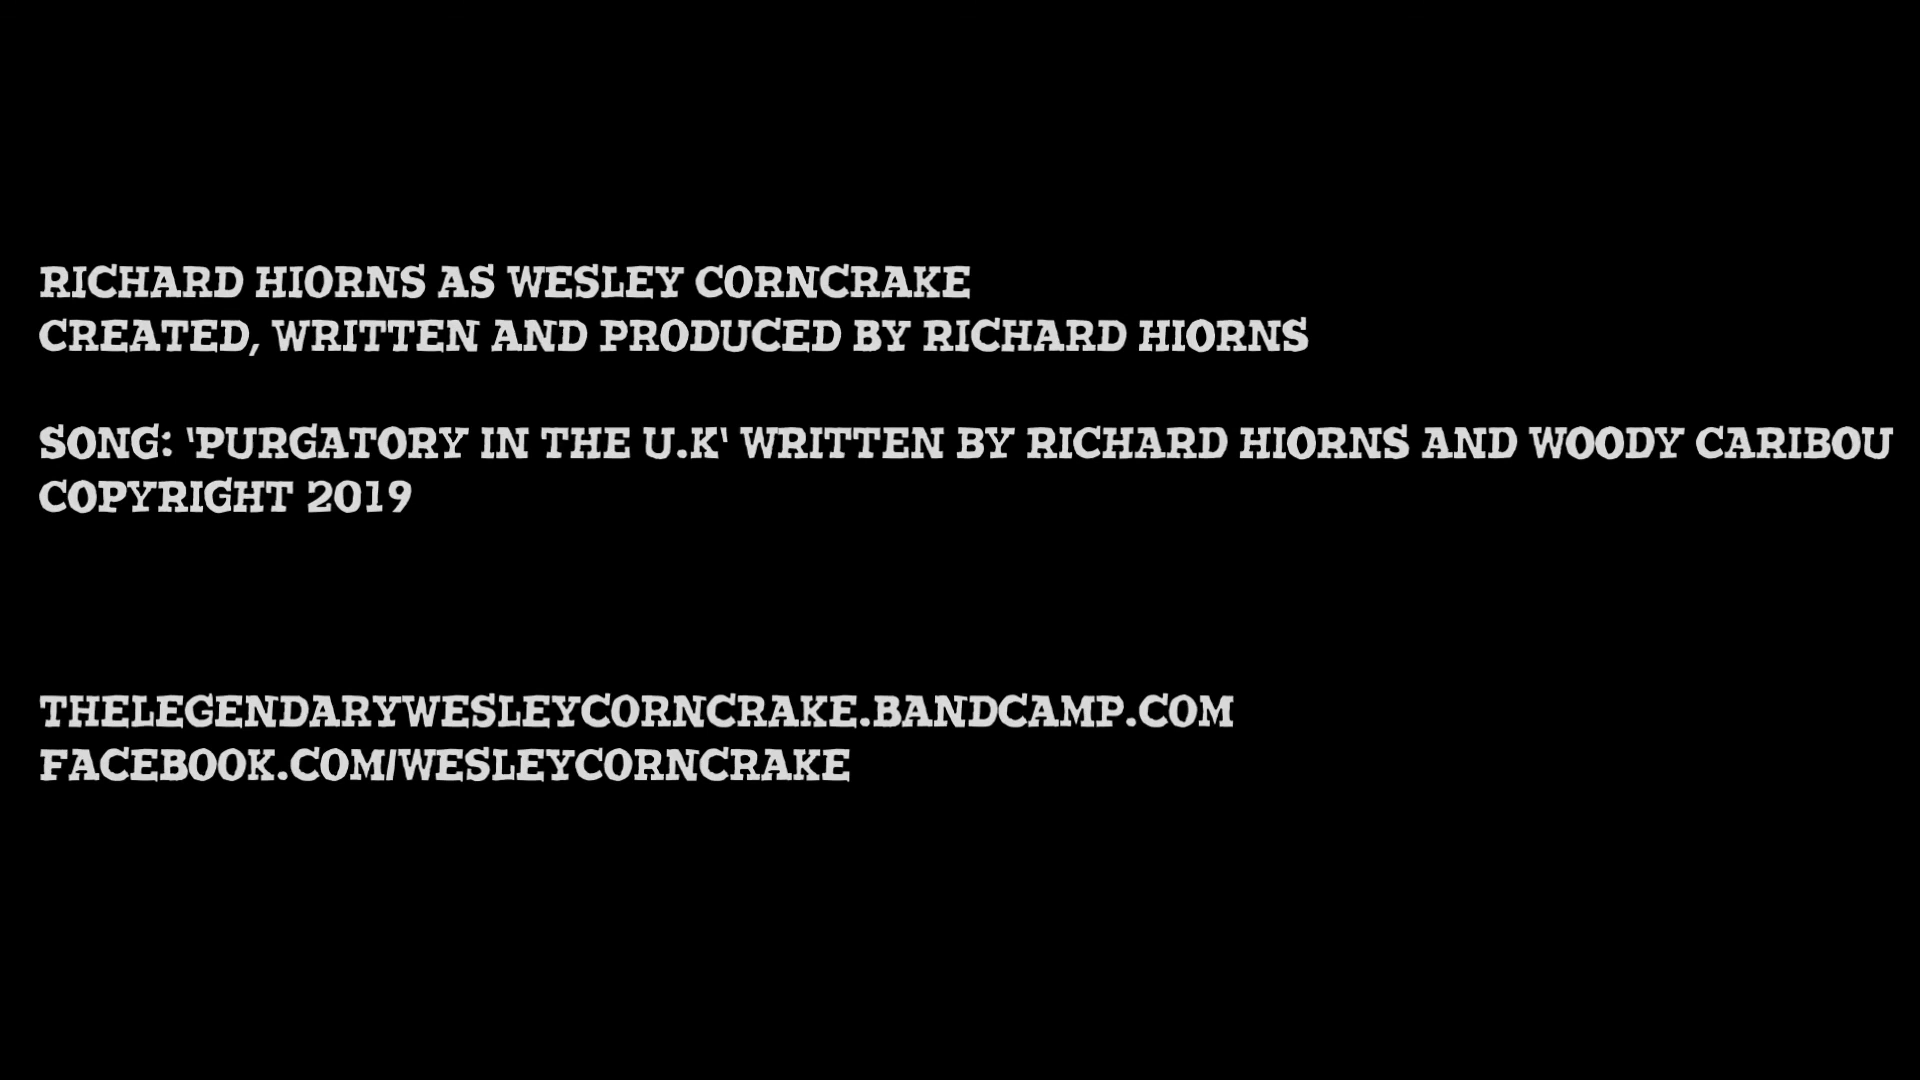 RICHARD HIORNS AS WESLEY CORNCRAKE
CREATED, WRITTEN AND PRODUCED BY RICHARD HIORNS
SONG: 'PURGATORY IN THE U.K' WRITTEN BY RICHARD HIORNS AND WOODY CARIBOU
COPYRIGHT 2019
THELEGENDARYWESLEYCORNCRAKE.BANDCAMP.COM
FACEBOOK.COM/WESLEYCORNCRAKE